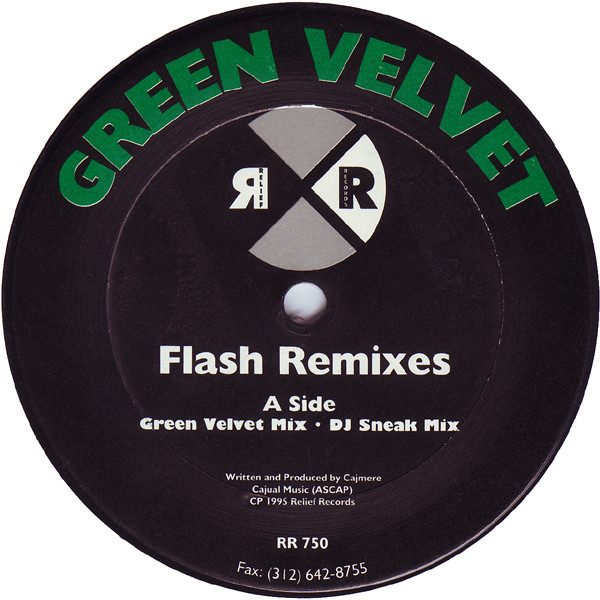 GREEN VELVET
R RELIEF
RECORDS R
Flash Remixes
A Side
Green Velvet Mix · DJ Sneak Mix
Written and Produced by Cajmere
Cajual Music (ASCAP)
CP 1995 Relief Records
RR 750
Fax: (312) 642-8755